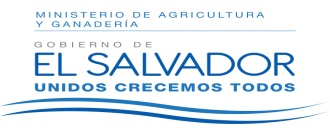 MINISTERIO DE AGRICULTURA
Y GANADERÍA
GOBIERNO DE
EL SALVADOR
UNIDOS CRECEMOS TODOS